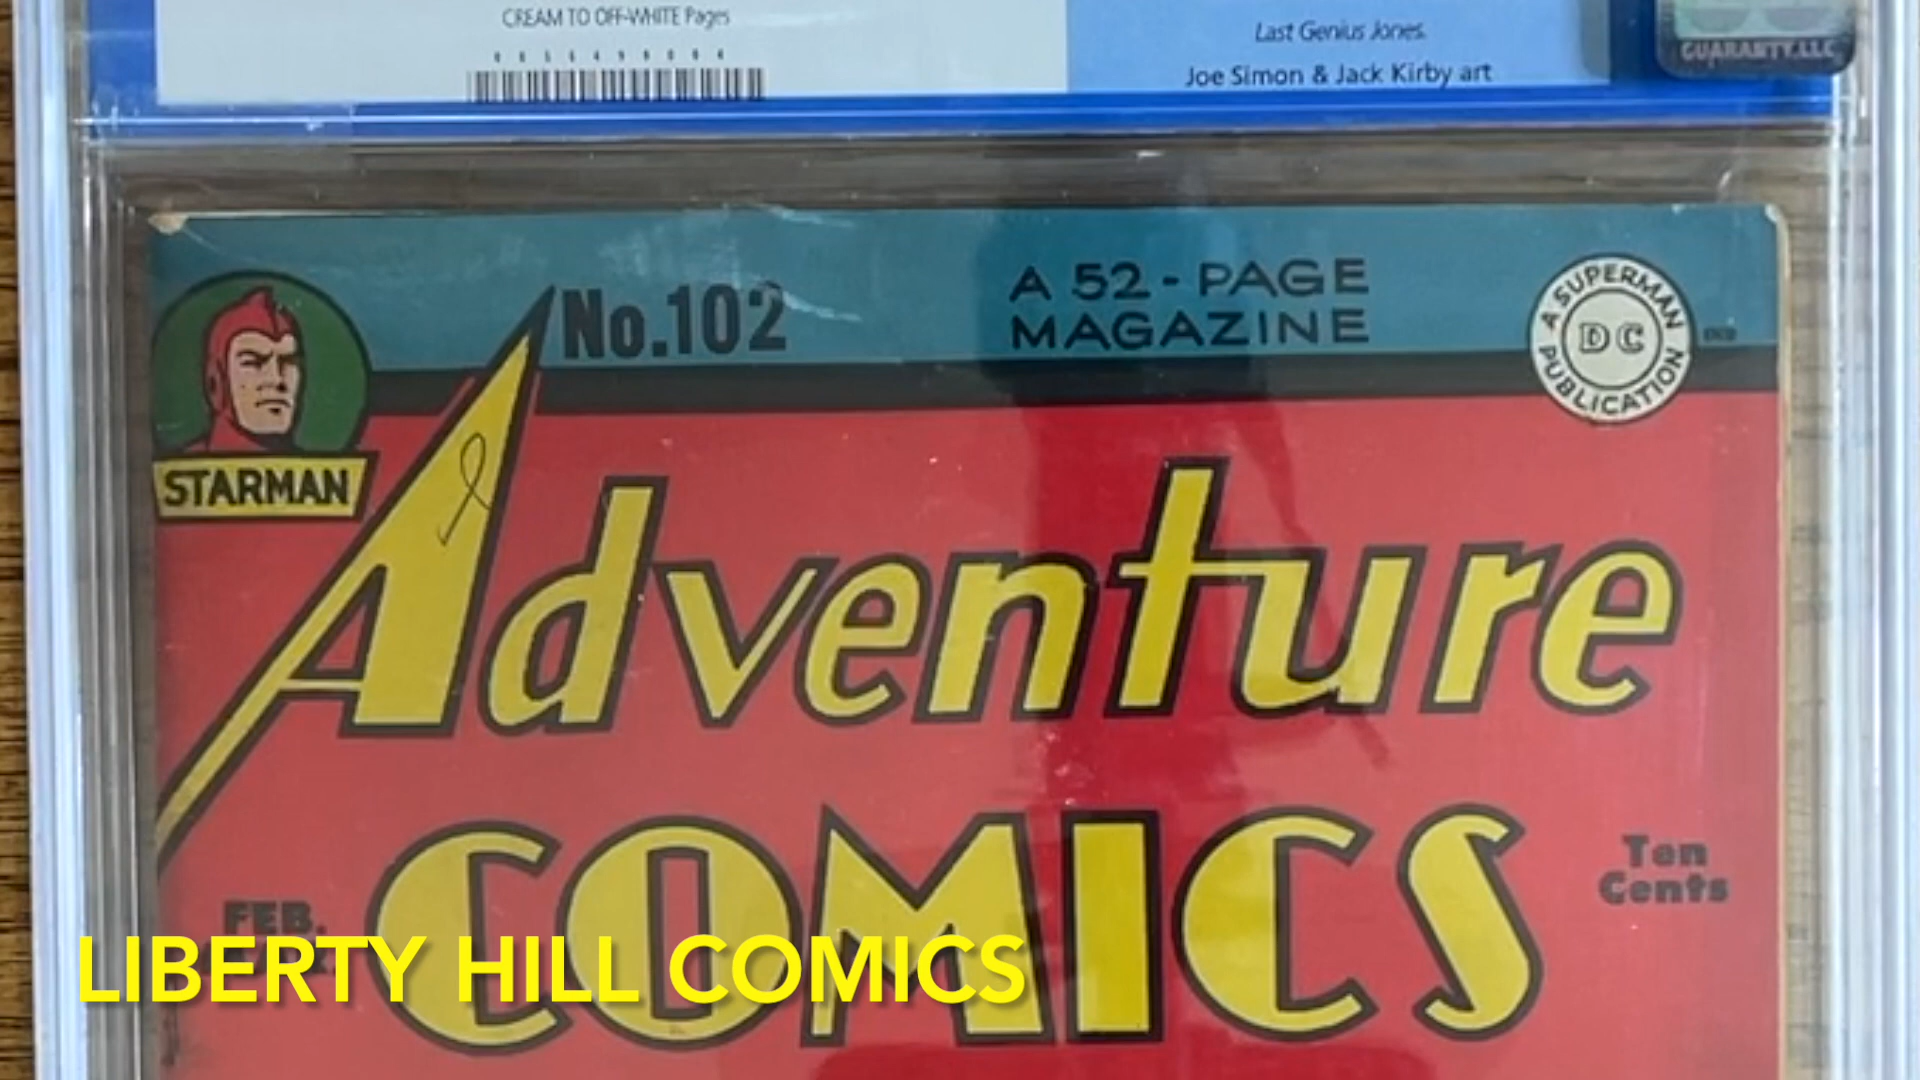 CREAM TO OFF-WHITE Pages
Last Genius Jones.
Joe Simon & Jack Kirby art
GUARANTY, LLC
No.102
A 52-PAGE
MAGAZINE
A SUPERMAN
DC
PUBLICATION
STARMAN
Adventure
COMICS
Ten
Cents
FEB.
LIBERTY HILL COMICS